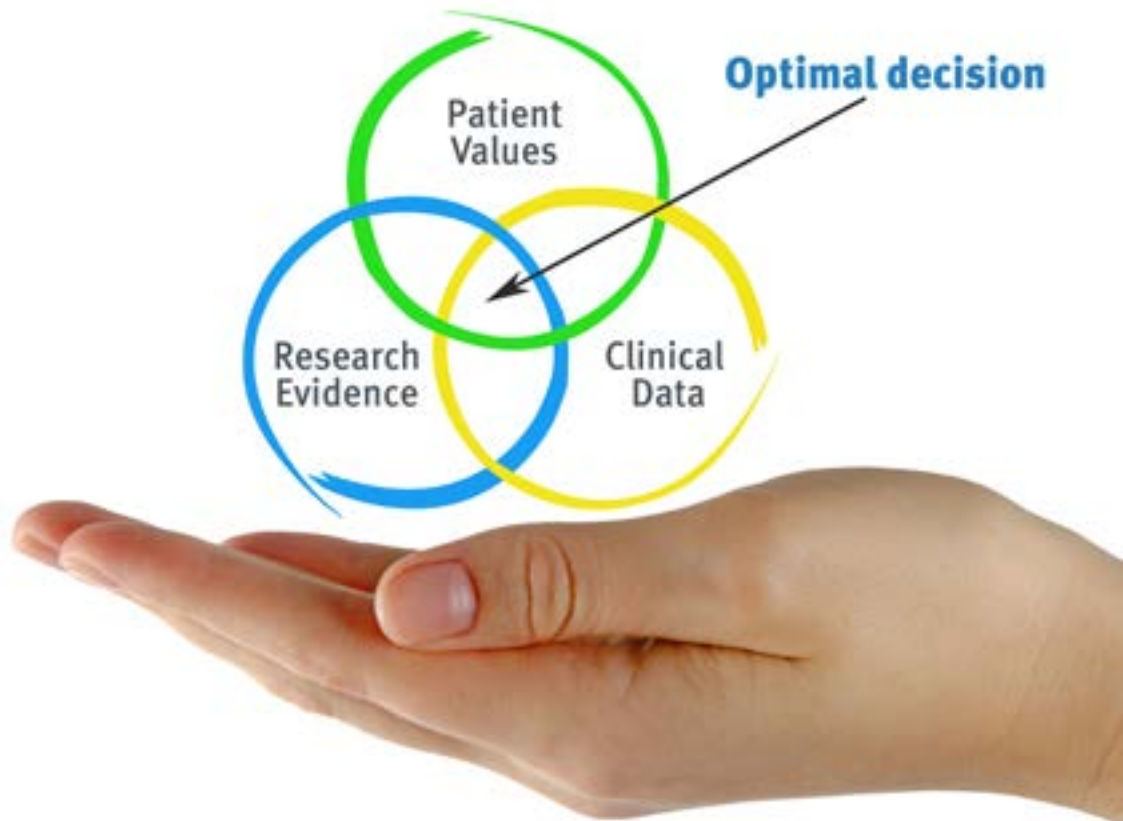 Optimal decision
Patient
Values
Research
Evidence
Clinical
Data